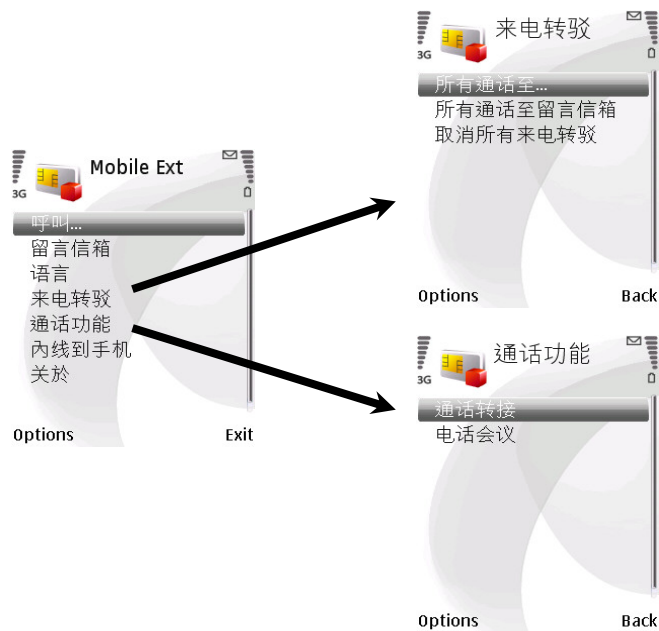 Mobile Ext
3G
呼叫...
留言信箱
语言
来电转驳
通话功能
內线到手机
关於
Options
Exit
来电转驳
3G
所有通话至...
所有通话至留言信箱
取消所有来电转驳
Options
Back
通话功能
3G
通话转接
电话会议
Options
Back